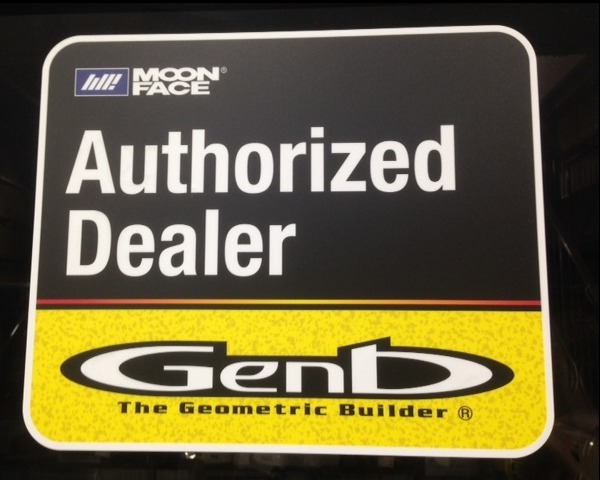 MOON®
FACE
Authorized
Dealer
Genb
The Geometric Builder ®